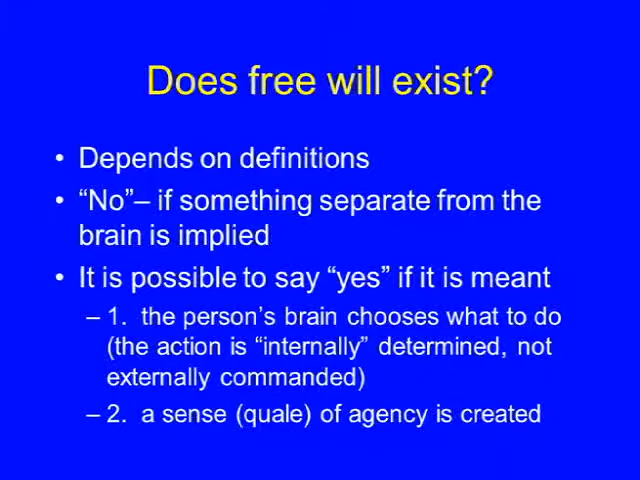 Does free will exist?
• Depends on definitions
• “No”– if something separate from the
brain is implied
• It is possible to say “yes” if it is meant
– 1. the person’s brain chooses what to do
(the action is “internally” determined, not
externally commanded)
– 2. a sense (quale) of agency is created